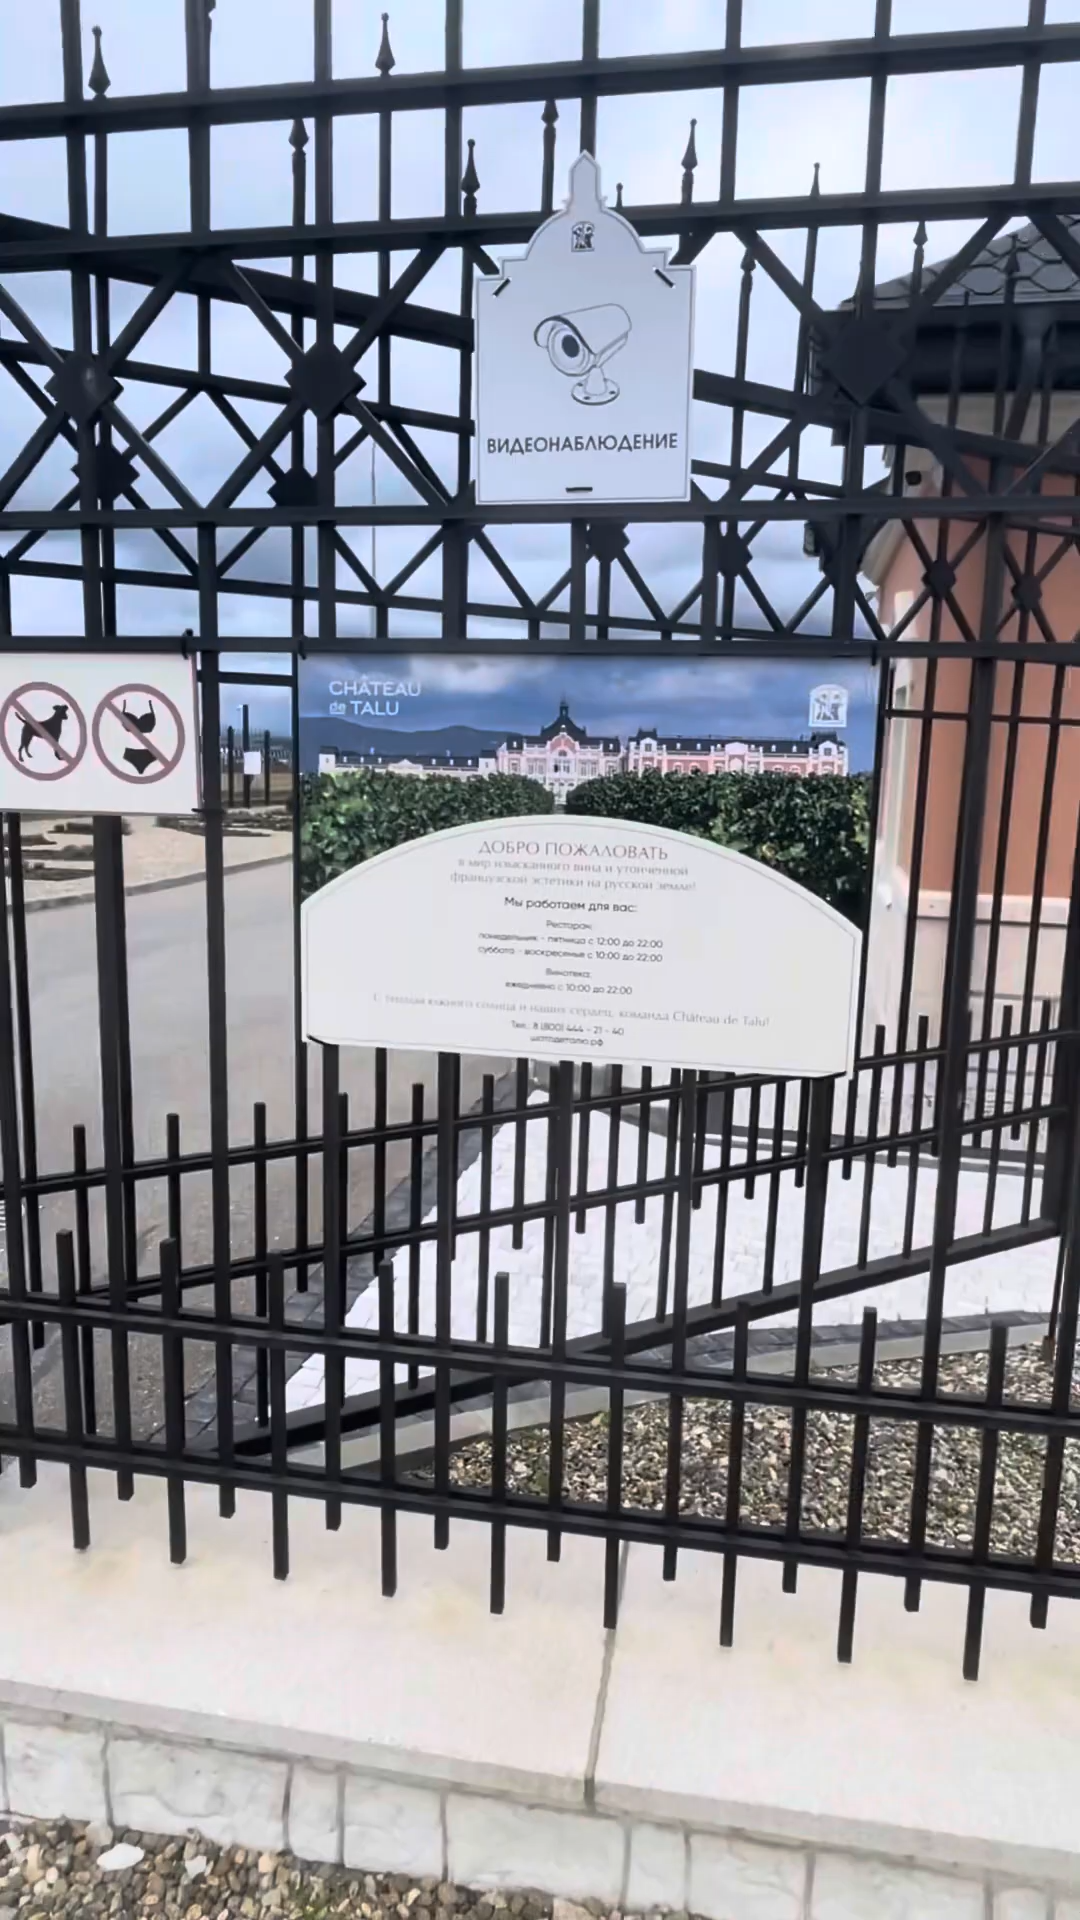 ВИДЕОНАБЛЮДЕНИЕ
CHÂTEAU
de TALU
ДОБРО ПОЖАЛОВАТЬ
в мир изысканного вина и утонченной
французской эстетики на русской земле!
Мы работаем для вас:
Ресторан:
понедельник - пятница с 12:00 до 22:00
суббота - воскресенье с 10:00 до 22:00
Винотека:
ежедневно с 10:00 до 22:00
С теплом южного солнца и наших сердец, команда Château de Talu!
Тел.: 8 (800) 444 - 21 - 40
шатодеталю.рф